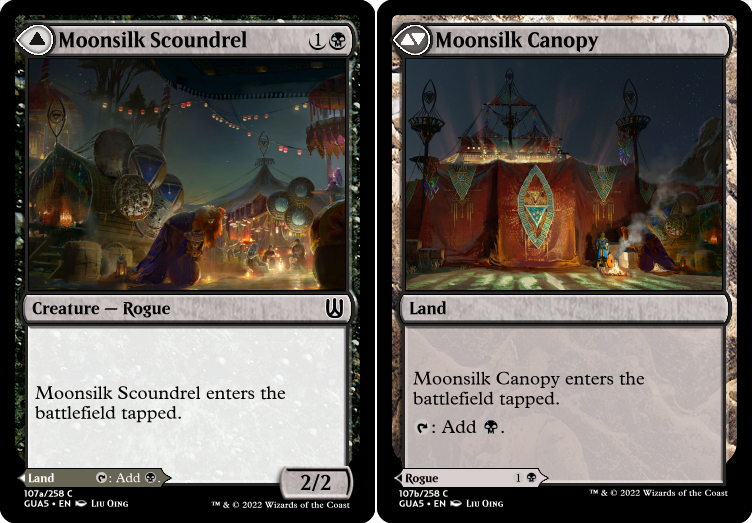 Moonsilk Scoundrel 1
Creature — Rogue
Moonsilk Scoundrel enters the
battlefield tapped.
Land : Add .
2/2
107a/258 C
GUA5 • EN Liu Qing
™ & © 2022 Wizards of the Coast
Moonsilk Canopy
Land
Moonsilk Canopy enters the
battlefield tapped.
: Add .
Rogue 1
107b/258 C
GUA5 • EN Liu Qing
™ & © 2022 Wizards of the Coast